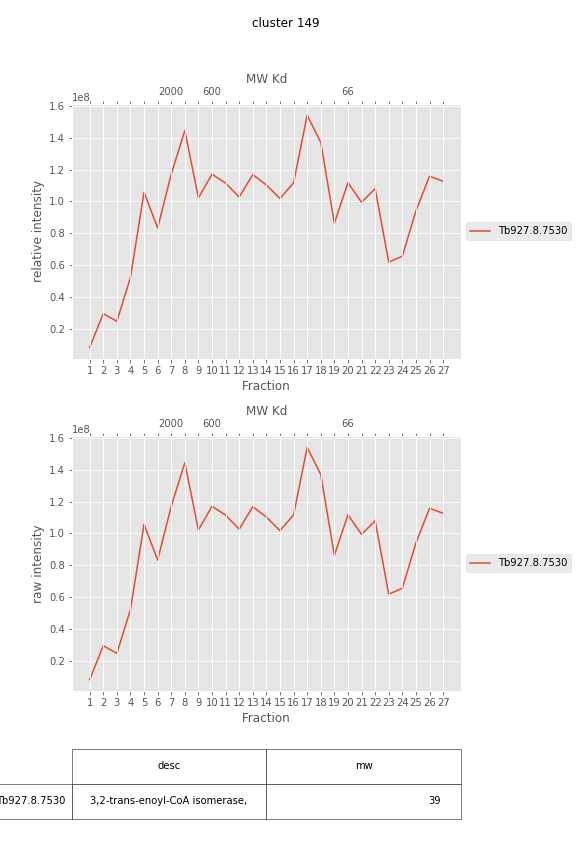 cluster 149
MW Kd
2000 600 66
1e8
1.6
1.4
1.2
1.0
0.8
0.6
0.4
0.2
relative intensity
Tb927.8.7530
1 2 3 4 5 6 7 8 9 10 11 12 13 14 15 16 17 18 19 20 21 22 23 24 25 26 27
Fraction
MW Kd
2000 600 66
1e8
1.6
1.4
1.2
1.0
0.8
0.6
0.4
0.2
raw intensity
Tb927.8.7530
1 2 3 4 5 6 7 8 9 10 11 12 13 14 15 16 17 18 19 20 21 22 23 24 25 26 27
Fraction
desc mw
Tb927.8.7530 3,2-trans-enoyl-CoA isomerase, 39